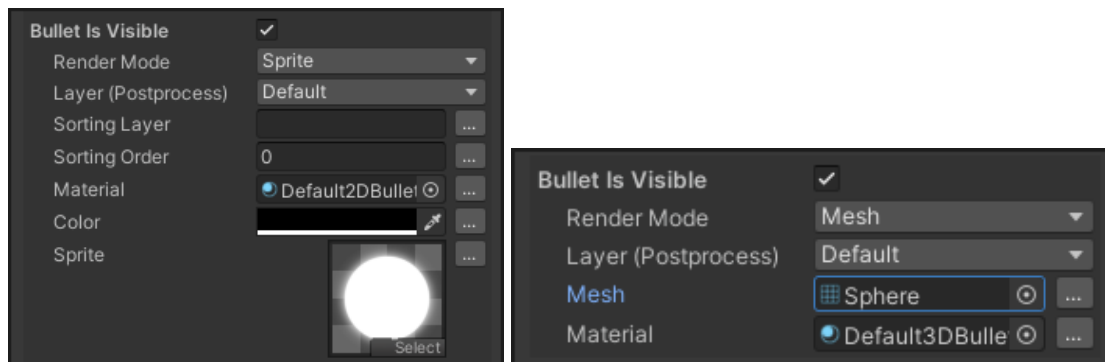 Bullet Is Visible
Render Mode Sprite
Layer (Postprocess) Default
Sorting Layer ...
Sorting Order 0 ...
Material Default2DBullet ...
Color ...
Sprite ...
Select
Bullet Is Visible
Render Mode Mesh
Layer (Postprocess) Default
Mesh Sphere ...
Material Default3DBulle ...